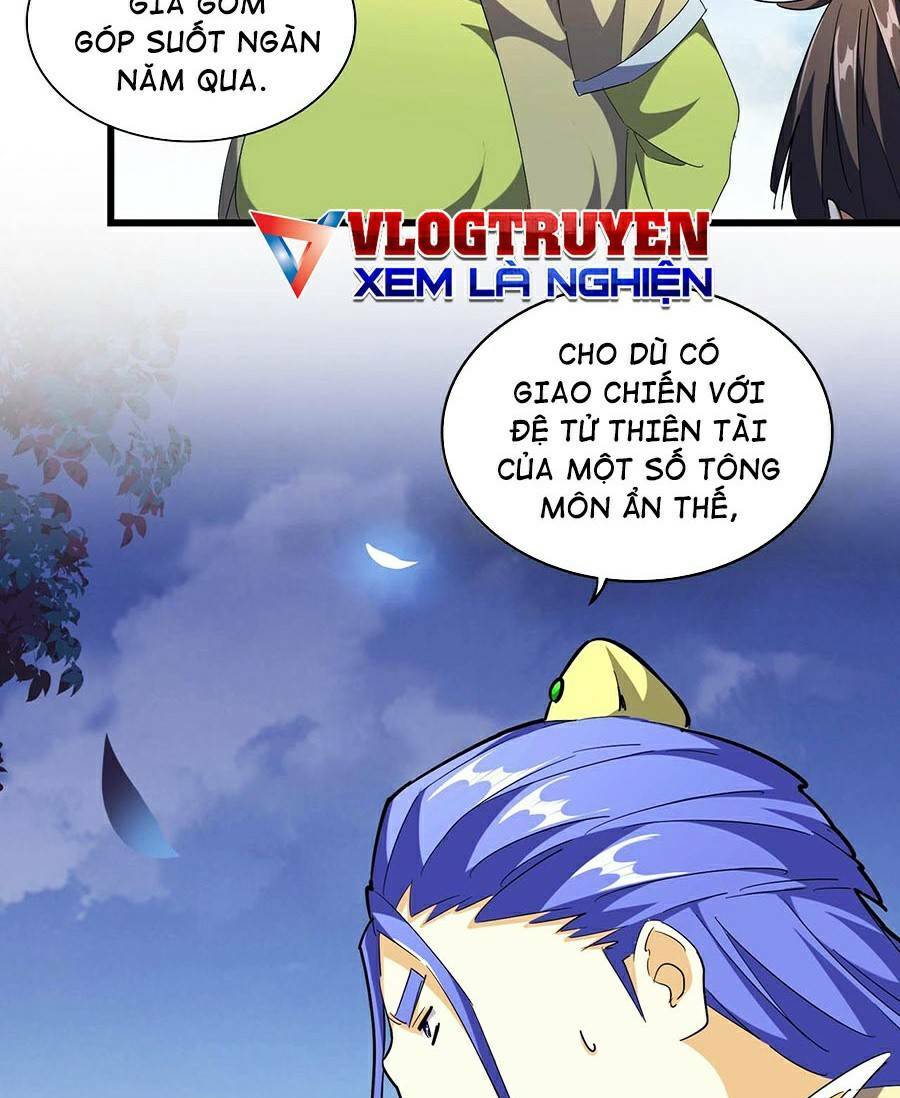 GIA GOM
GÓP SUỐT NGÀN
NĂM QUA.
VLOGTRUYEN
XEM LÀ NGHIỆN
CHO DÙ CÓ
GIAO CHIẾN VỚI
ĐỆ TỬ THIÊN TÀI
CỦA MỘT SỐ TÔNG
MÔN ẨN THẾ,